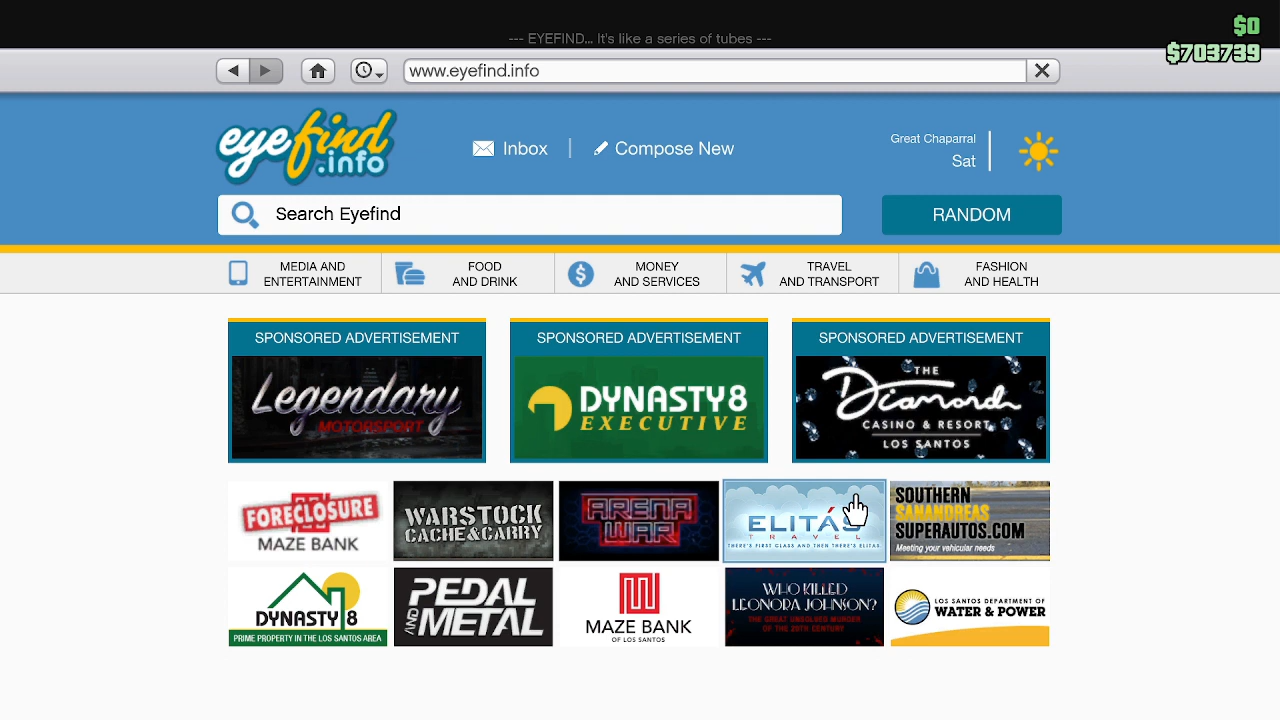 $0
--- EYEFIND... It's like a series of tubes ---
$703739
www.eyefind.info
eyefind
.info
Inbox
Compose New
Great Chaparral
Sat
Search Eyefind
RANDOM
MEDIA AND
ENTERTAINMENT
FOOD
AND DRINK
MONEY
AND SERVICES
TRAVEL
AND TRANSPORT
FASHION
AND HEALTH
SPONSORED ADVERTISEMENT
Legendary
MOTORSPORT
SPONSORED ADVERTISEMENT
DYNASTY8
EXECUTIVE
SPONSORED ADVERTISEMENT
THE
Diamond
CASINO & RESORT
LOS SANTOS
FORECLOSURE
MAZE BANK
WARSTOCK
CACHE&CARRY
ARENA
WAR
ELITÁS
TRAVEL
THERE'S FIRST CLASS AND THEN THERE'S ELITAS
SOUTHERN
SANANDREAS
SUPERAUTOS.COM
Meeting your vehicular needs
DYNASTY8
PRIME PROPERTY IN THE LOS SANTOS AREA
PEDAL
AND METAL
MAZE BANK
OF LOS SANTOS
WHO KILLED
LEONORA JOHNSON?
THE GREAT UNSOLVED MURDER
OF THE 20TH CENTURY
LOS SANTOS DEPARTMENT OF
WATER & POWER